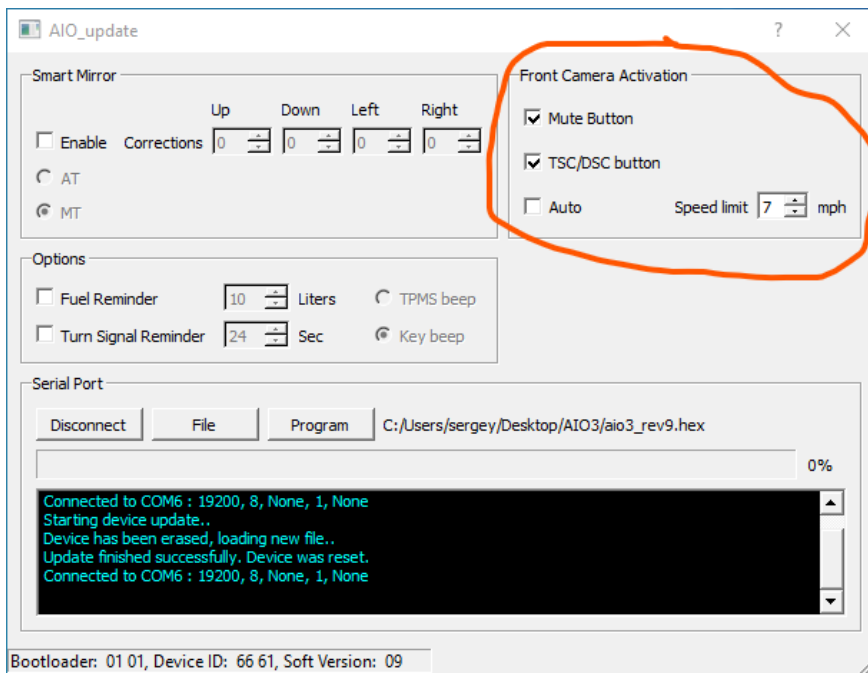 AIO_update ?
Smart Mirror
Up Down Left Right
Enable Corrections 0 0 0 0
AT
MT
Front Camera Activation
Mute Button
TSC/DSC button
Auto Speed limit 7 mph
Options
Fuel Reminder 10 Liters TPMS beep
Turn Signal Reminder 24 Sec Key beep
Serial Port
Disconnect File Program C:/Users/sergey/Desktop/AIO3/aio3_rev9.hex
0%
Connected to COM6 : 19200, 8, None, 1, None
Starting device update..
Device has been erased, loading new file..
Update finished successfully. Device was reset.
Connected to COM6 : 19200, 8, None, 1, None
Bootloader: 01 01, Device ID: 66 61, Soft Version: 09